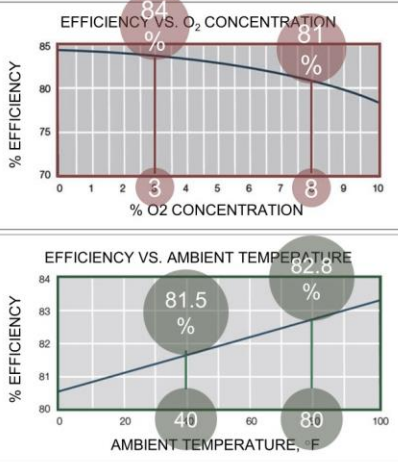 EFFICIENCY VS. O2 CONCENTRATION
84
%
81
%
% EFFICIENCY
85
80
75
70
0 1 2 3 4 5 6 7 8 9 10
% O2 CONCENTRATION
EFFICIENCY VS. AMBIENT TEMPERATURE
82.8
%
81.5
%
% EFFICIENCY
84
83
82
81
80
0 20 40 60 80 100
AMBIENT TEMPERATURE, °F